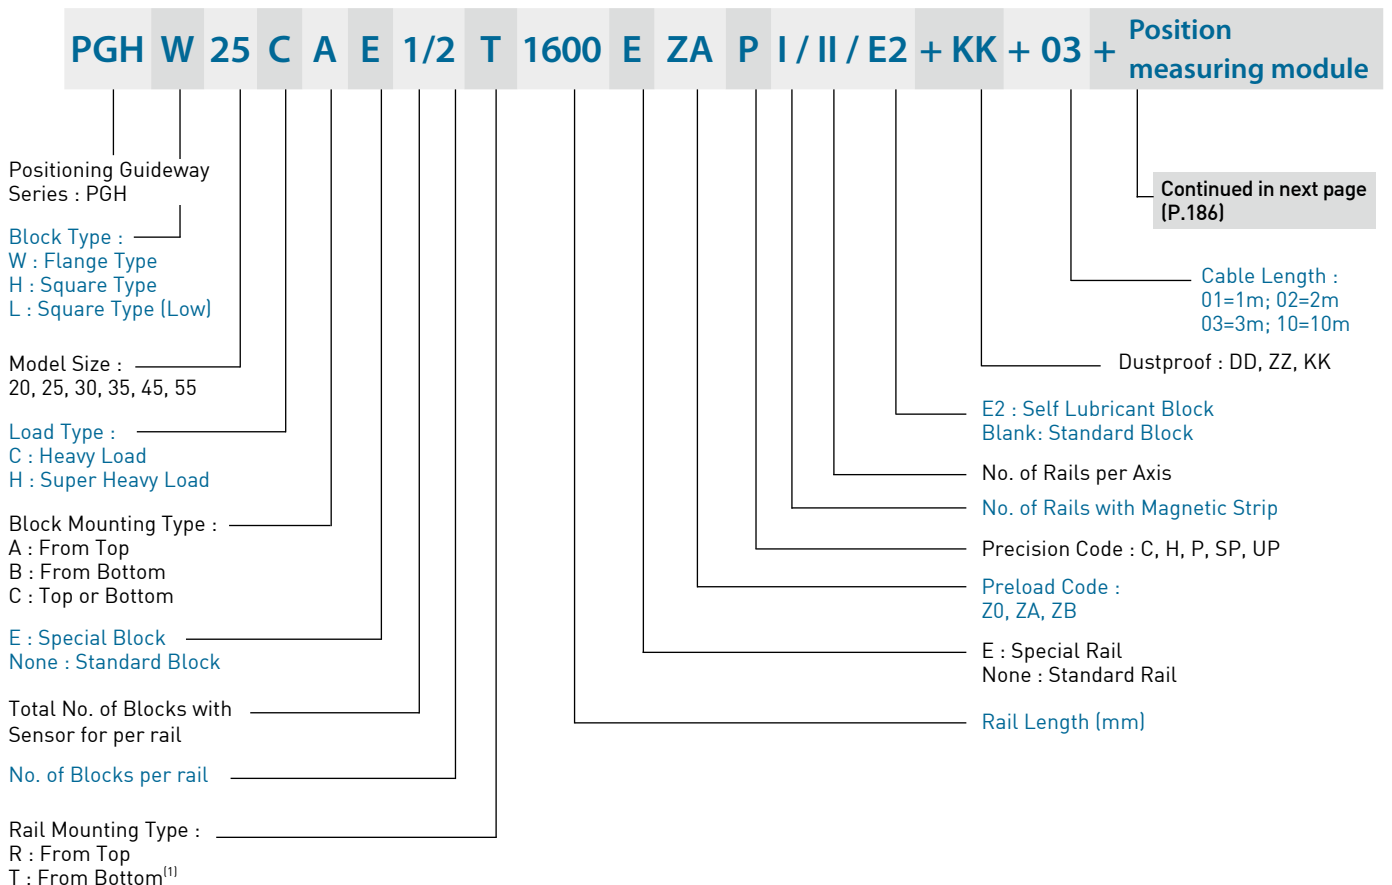 PGH W 25 C A E 1/2 T 1600 E ZA P I / II / E2 + KK + 03 + Position
measuring module
Positioning Guideway
Series : PGH
Block Type :
W : Flange Type
H : Square Type
L : Square Type (Low)
Model Size :
20, 25, 30, 35, 45, 55
Load Type :
C : Heavy Load
H : Super Heavy Load
Block Mounting Type :
A : From Top
B : From Bottom
C : Top or Bottom
E : Special Block
None : Standard Block
Total No. of Blocks with
Sensor for per rail
No. of Blocks per rail
Rail Mounting Type :
R : From Top
T : From Bottom(1)
Continued in next page
(P.186)
Cable Length :
01=1m; 02=2m
03=3m; 10=10m
Dustproof : DD, ZZ, KK
E2 : Self Lubricant Block
Blank: Standard Block
No. of Rails per Axis
No. of Rails with Magnetic Strip
Precision Code : C, H, P, SP, UP
Preload Code :
Z0, ZA, ZB
E : Special Rail
None : Standard Rail
Rail Length (mm)